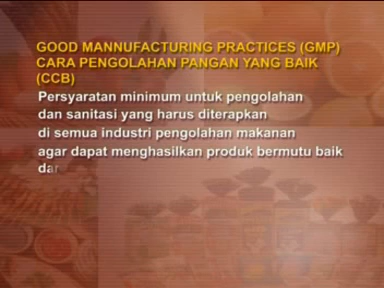 GOOD MANNUFACTURING PRACTICES (GMP)
CARA PENGOLAHAN PANGAN YANG BAIK
(CCB)
Persyaratan minimum untuk pengolahan
dan sanitasi yang harus diterapkan
di semua industri pengolahan makanan
agar dapat menghasilkan produk bermutu baik